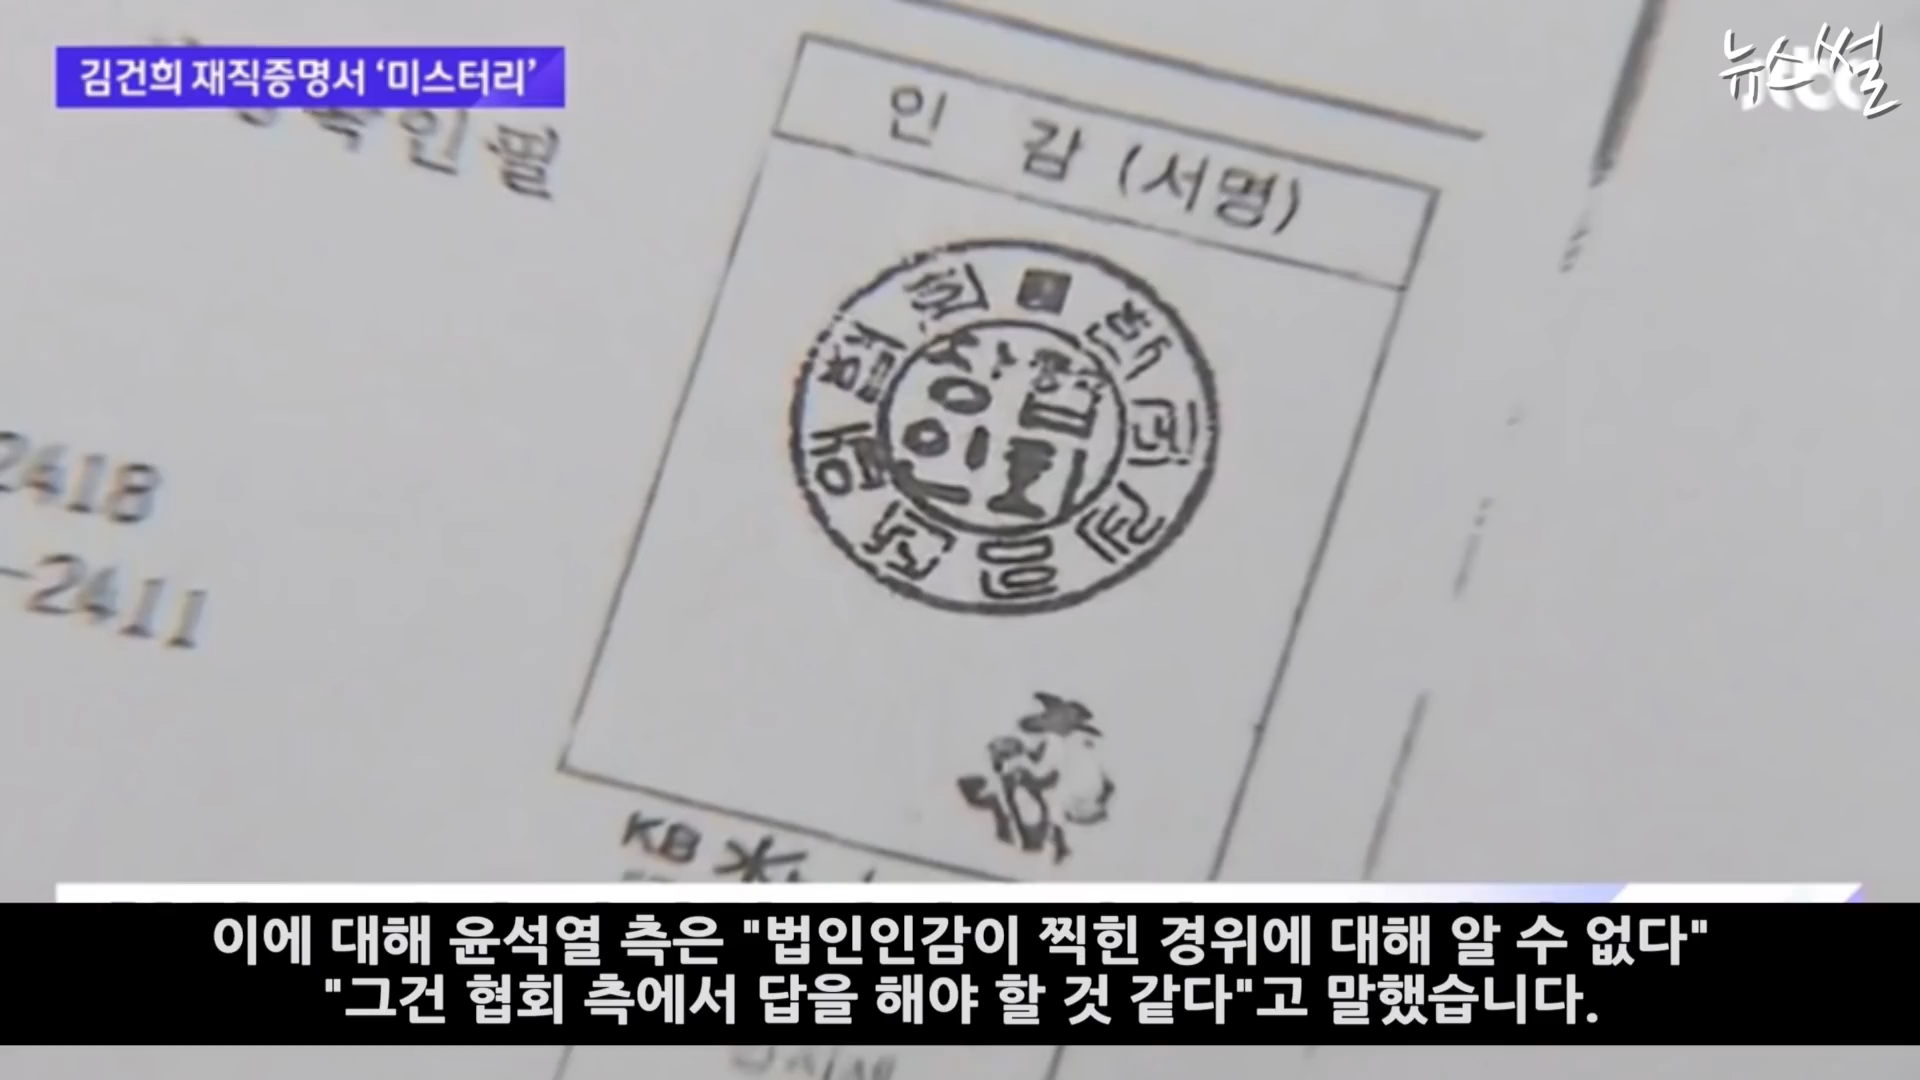 김건희 재직증명서 '미스터리'
뉴스썰
인 감 (서명)
2418
-2411
KB
이에 대해 윤석열 측은 "법인인감이 찍힌 경위에 대해 알 수 없다"
"그건 협회 측에서 답을 해야 할 것 같다"고 말했습니다.